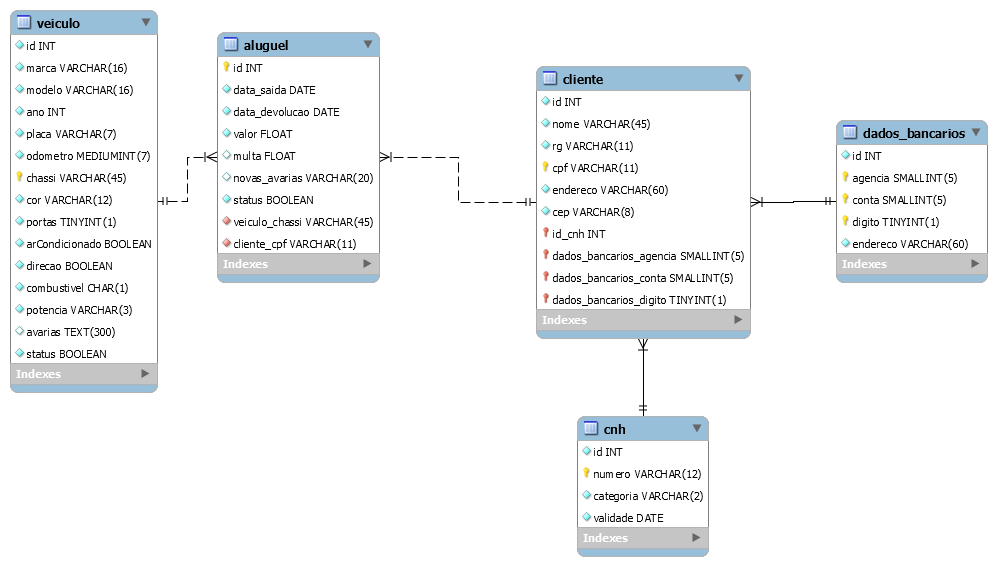 veiculo
id INT
marca VARCHAR(16)
modelo VARCHAR(16)
ano INT
placa VARCHAR(7)
odometro MEDIUMINT(7)
chassi VARCHAR(45)
cor VARCHAR(12)
portas TINYINT(1)
arCondicionado BOOLEAN
direcao BOOLEAN
combustivel CHAR(1)
potencia VARCHAR(3)
avarias TEXT(300)
status BOOLEAN
Indexes
aluguel
id INT
data_saida DATE
data_devolucao DATE
valor FLOAT
multa FLOAT
novas_avarias VARCHAR(20)
status BOOLEAN
veiculo_chassi VARCHAR(45)
cliente_cpf VARCHAR(11)
Indexes
cliente
id INT
nome VARCHAR(45)
rg VARCHAR(11)
cpf VARCHAR(11)
endereco VARCHAR(60)
cep VARCHAR(8)
id_cnh INT
dados_bancarios_agencia SMALLINT(5)
dados_bancarios_conta SMALLINT(5)
dados_bancarios_digito TINYINT(1)
Indexes
dados_bancarios
id INT
agencia SMALLINT(5)
conta SMALLINT(5)
digito TINYINT(1)
endereco VARCHAR(60)
Indexes
cnh
id INT
numero VARCHAR(12)
categoria VARCHAR(2)
validade DATE
Indexes